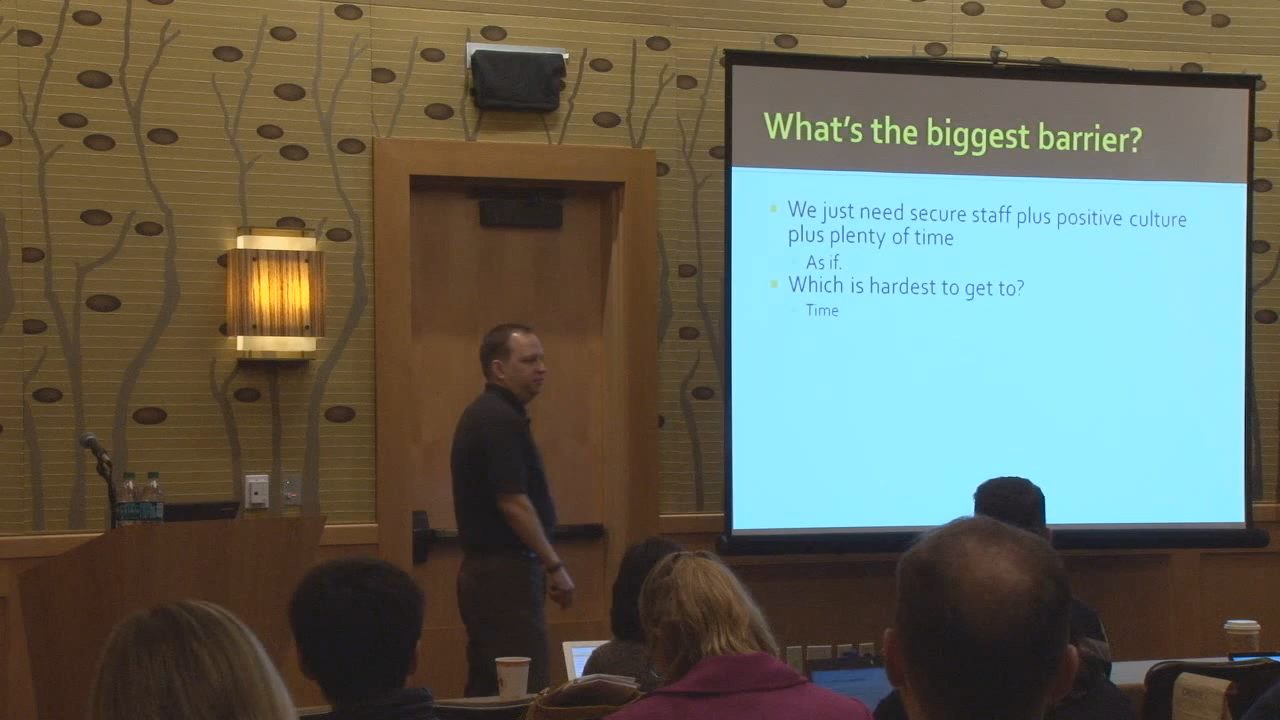 What's the biggest barrier?
We just need secure staff plus positive culture
plus plenty of time
As if.
Which is hardest to get to?
Time